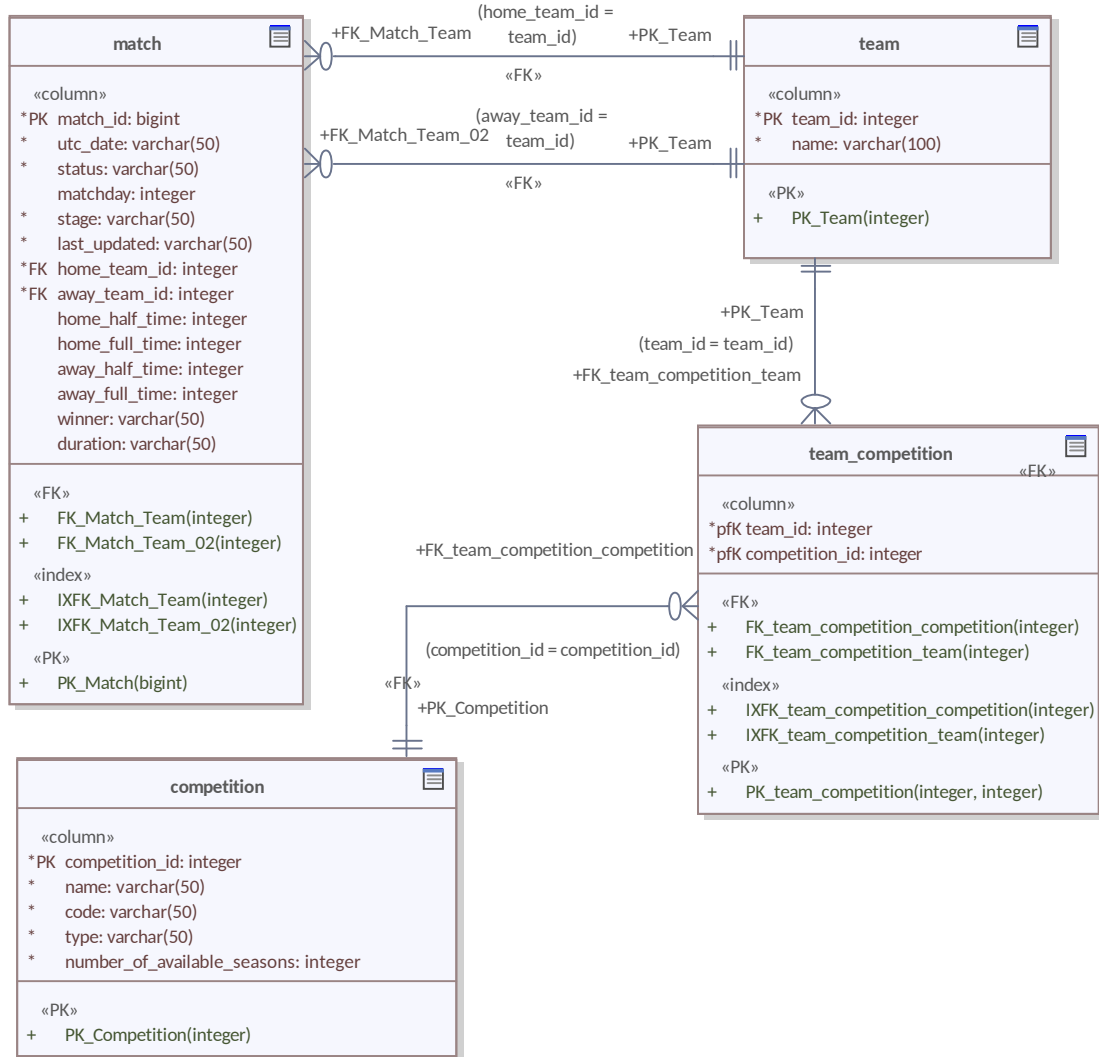 match
«column»
*PK match_id: bigint
* utc_date: varchar(50)
* status: varchar(50)
matchday: integer
* stage: varchar(50)
* last_updated: varchar(50)
*FK home_team_id: integer
*FK away_team_id: integer
home_half_time: integer
home_full_time: integer
away_half_time: integer
away_full_time: integer
winner: varchar(50)
duration: varchar(50)
«FK»
+ FK_Match_Team(integer)
+ FK_Match_Team_02(integer)
«index»
+ IXFK_Match_Team(integer)
+ IXFK_Match_Team_02(integer)
«PK»
+ PK_Match(bigint)
+FK_Match_Team
(home_team_id =
team_id)
+PK_Team
«FK»
+FK_Match_Team_02
(away_team_id =
team_id)
+PK_Team
«FK»
team
«column»
*PK team_id: integer
* name: varchar(100)
«PK»
+ PK_Team(integer)
+PK_Team
(team_id = team_id)
+FK_team_competition_team
«FK»
team_competition
«column»
*pfK team_id: integer
*pfK competition_id: integer
«FK»
+ FK_team_competition_competition(integer)
+ FK_team_competition_team(integer)
«index»
+ IXFK_team_competition_competition(integer)
+ IXFK_team_competition_team(integer)
«PK»
+ PK_team_competition(integer, integer)
+FK_team_competition_competition
(competition_id = competition_id)
«FK»
+PK_Competition
competition
«column»
*PK competition_id: integer
* name: varchar(50)
* code: varchar(50)
* type: varchar(50)
* number_of_available_seasons: integer
«PK»
+ PK_Competition(integer)